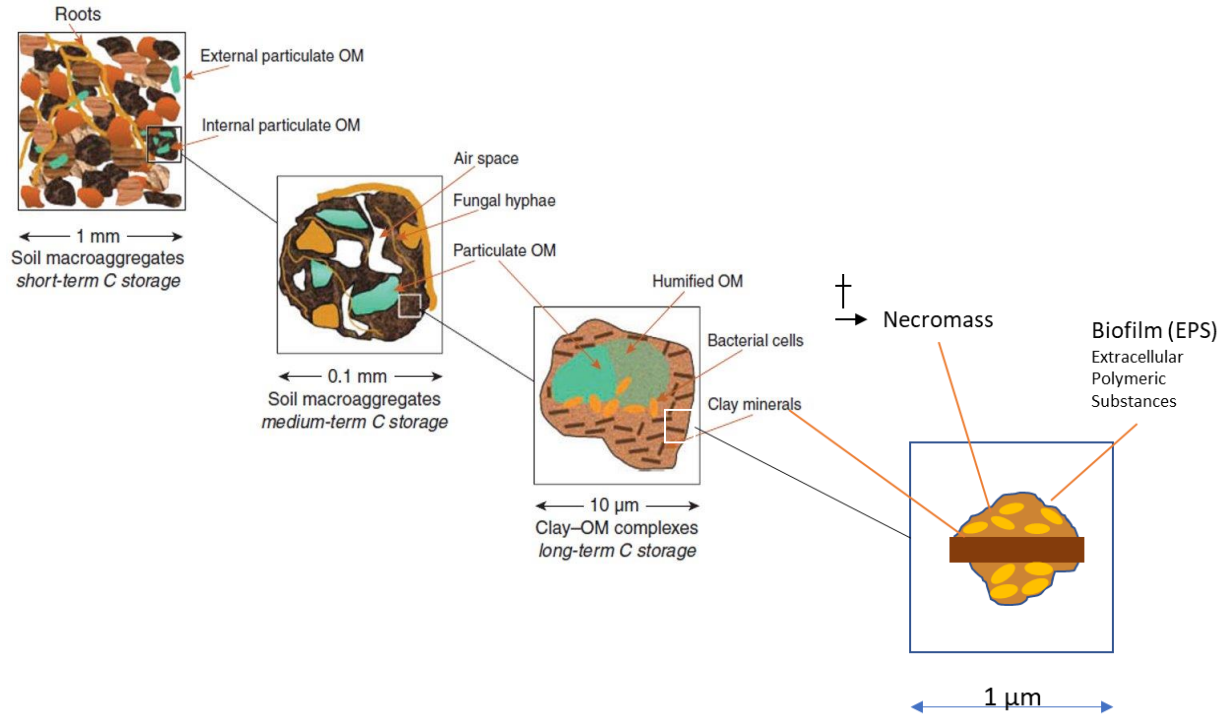 Roots
External particulate OM
Internal particulate OM
1 mm
Soil macroaggregates
short-term C storage
Air space
Fungal hyphae
Particulate OM
0.1 mm
Soil macroaggregates
medium-term C storage
Humified OM
Bacterial cells
Clay minerals
10 μm
Clay–OM complexes
long-term C storage
†
→ Necromass
Biofilm (EPS)
Extracellular
Polymeric
Substances
1 μm